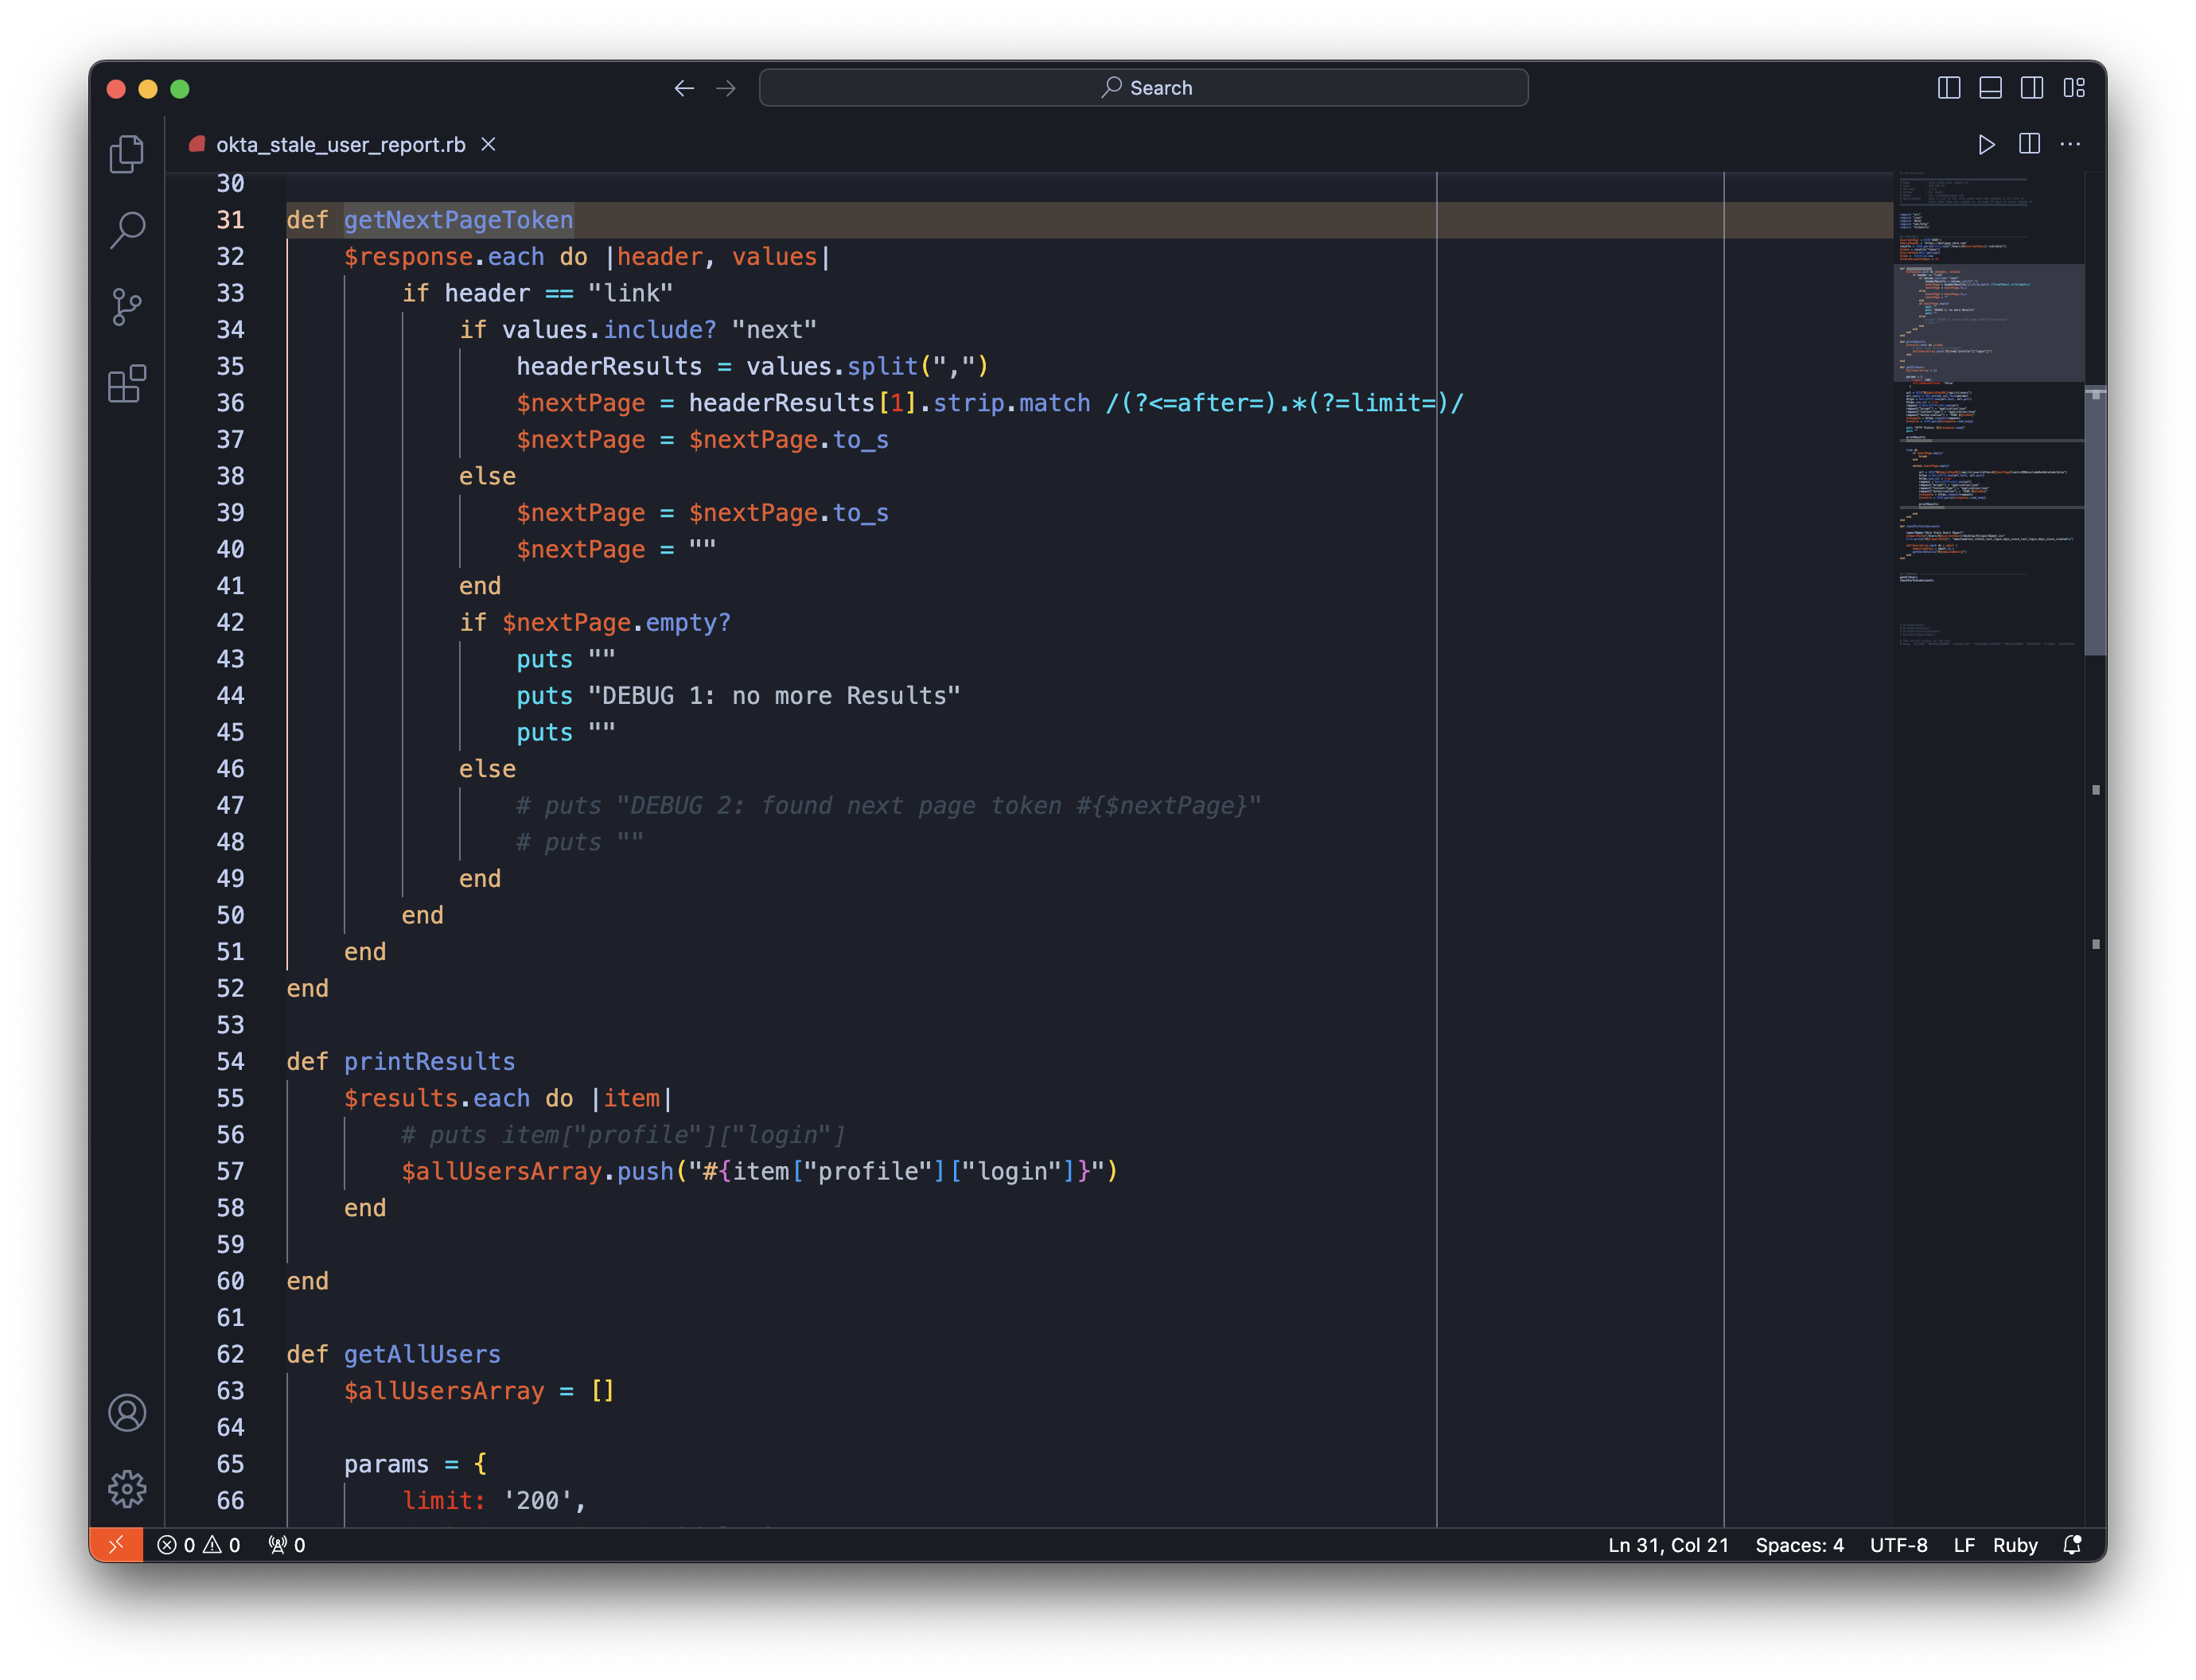 Search
okta_stale_user_report.rb
30
31 def getNextPageToken
32     $response.each do |header, values|
33         if header == "link"
34             if values.include? "next"
35                 headerResults = values.split(",")
36                 $nextPage = headerResults[1].strip.match /(?<=after=).*(?=limit=)/
37                 $nextPage = $nextPage.to_s
38             else
39                 $nextPage = $nextPage.to_s
40                 $nextPage = ""
41             end
42             if $nextPage.empty?
43                 puts ""
44                 puts "DEBUG 1: no more Results"
45                 puts ""
46             else
47                 # puts "DEBUG 2: found next page token #{$nextPage}"
48                 # puts ""
49             end
50         end
51     end
52 end
53
54 def printResults
55     $results.each do |item|
56         # puts item["profile"]["login"]
57         $allUsersArray.push("#{item["profile"]["login"]}")
58     end
59
60 end
61
62 def getAllUsers
63     $allUsersArray = []
64
65     params = {
66         limit: '200',
0 0 0 Ln 31, Col 21 Spaces: 4 UTF-8 LF Ruby